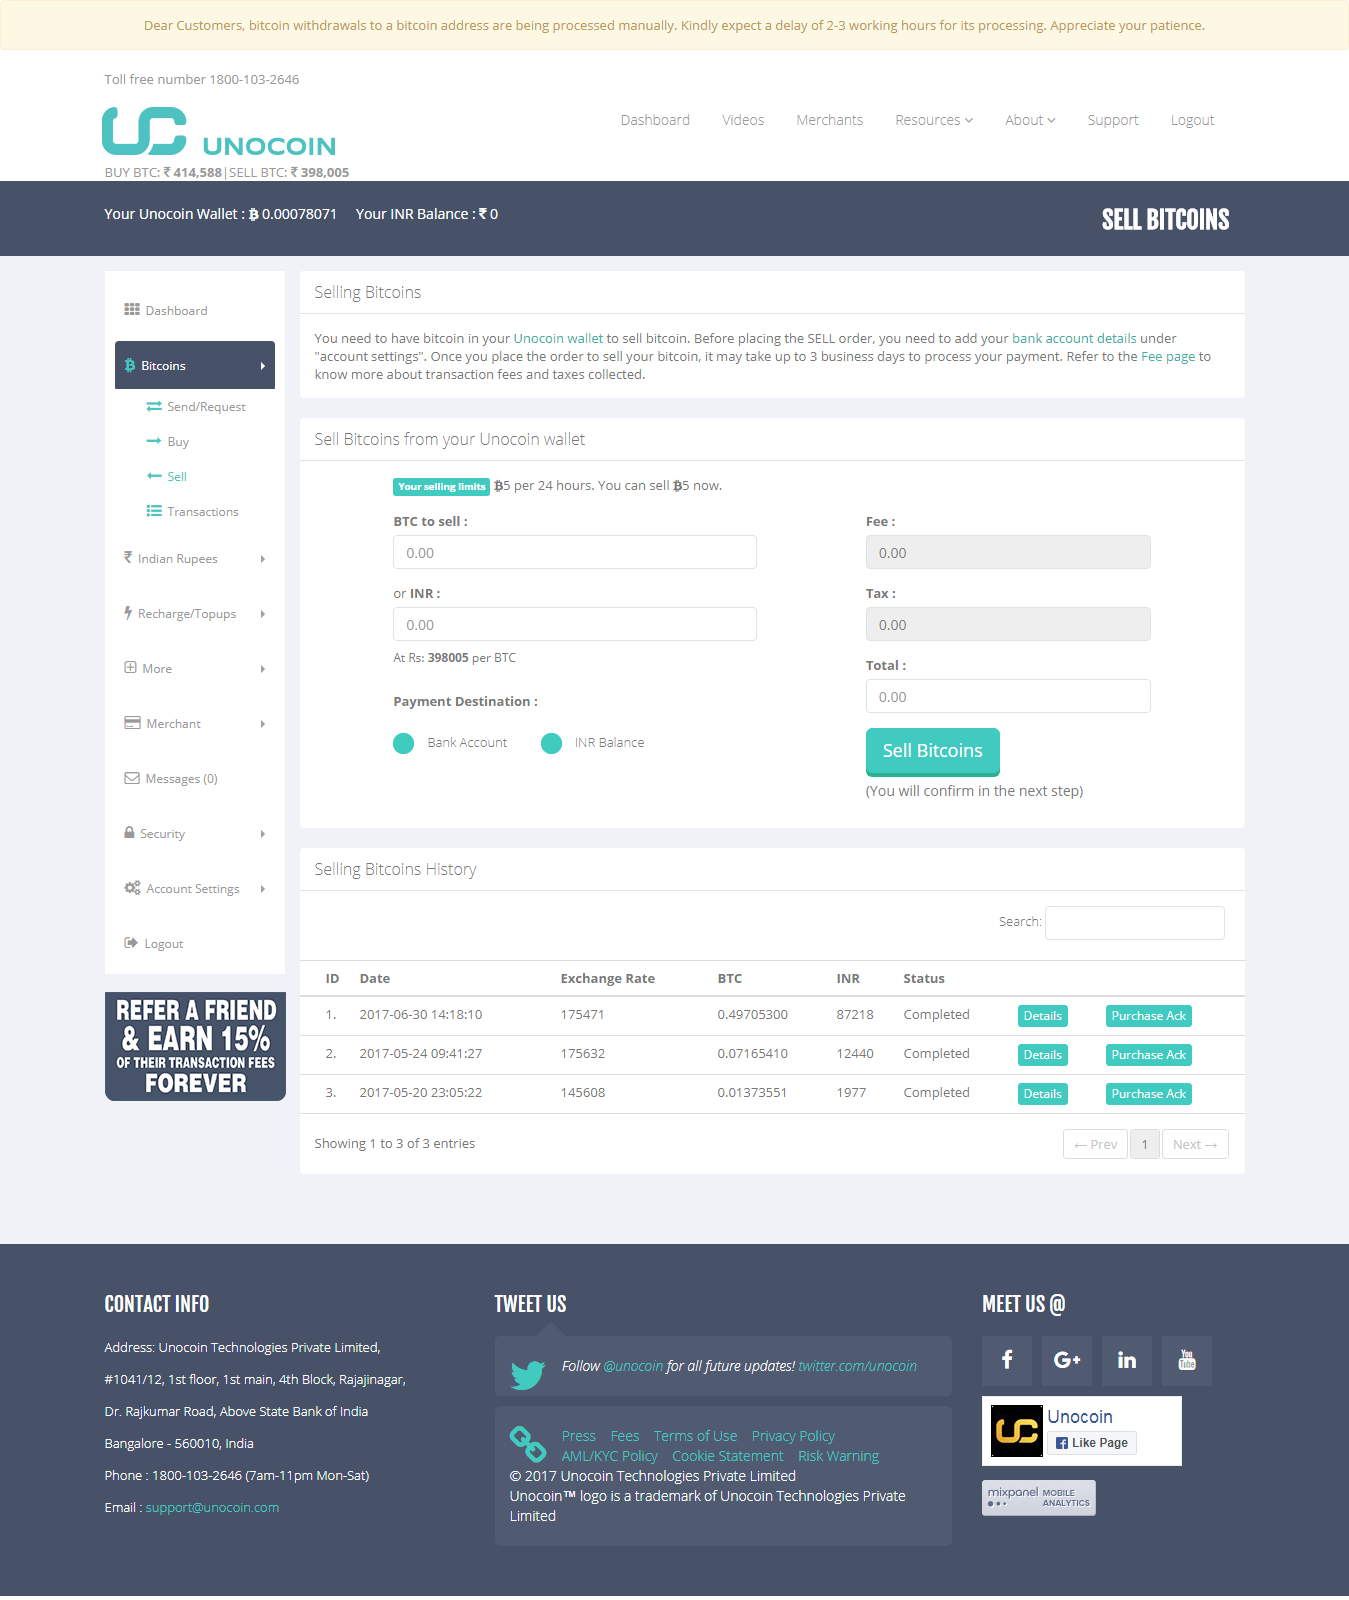 Dear Customers, bitcoin withdrawals to a bitcoin address are being processed manually. Kindly expect a delay of 2-3 working hours for its processing. Appreciate your patience.
Toll free number 1800-103-2646
UNOCOIN
Dashboard Videos Merchants Resources About Support Logout
BUY BTC: ₹ 414,588|SELL BTC: ₹ 398,005
Your Unocoin Wallet : ₿ 0.00078071 Your INR Balance : ₹ 0
SELL BITCOINS
Dashboard
Bitcoins
Send/Request
Buy
Sell
Transactions
Indian Rupees
Recharge/Topups
More
Merchant
Messages (0)
Security
Account Settings
Logout
REFER A FRIEND
& EARN 15%
OF THEIR TRANSACTION FEES
FOREVER
Selling Bitcoins
You need to have bitcoin in your Unocoin wallet to sell bitcoin. Before placing the SELL order, you need to add your bank account details under
"account settings". Once you place the order to sell your bitcoin, it may take up to 3 business days to process your payment. Refer to the Fee page to
know more about transaction fees and taxes collected.
Sell Bitcoins from your Unocoin wallet
Your selling limits ₿5 per 24 hours. You can sell ₿5 now.
BTC to sell :
0.00
or INR :
0.00
At Rs: 398005 per BTC
Payment Destination :
Bank Account INR Balance
Fee :
0.00
Tax :
0.00
Total :
0.00
Sell Bitcoins
(You will confirm in the next step)
Selling Bitcoins History
Search:
ID Date Exchange Rate BTC INR Status
1. 2017-06-30 14:18:10 175471 0.49705300 87218 Completed Details Purchase Ack
2. 2017-05-24 09:41:27 175632 0.07165410 12440 Completed Details Purchase Ack
3. 2017-05-20 23:05:22 145608 0.01373551 1977 Completed Details Purchase Ack
Showing 1 to 3 of 3 entries
← Prev 1 Next →
CONTACT INFO
Address: Unocoin Technologies Private Limited,
#1041/12, 1st floor, 1st main, 4th Block, Rajajinagar,
Dr. Rajkumar Road, Above State Bank of India
Bangalore - 560010, India
Phone : 1800-103-2646 (7am-11pm Mon-Sat)
Email : support@unocoin.com
TWEET US
Follow @unocoin for all future updates! twitter.com/unocoin
Press Fees Terms of Use Privacy Policy
AML/KYC Policy Cookie Statement Risk Warning
© 2017 Unocoin Technologies Private Limited
Unocoin™ logo is a trademark of Unocoin Technologies Private
Limited
MEET US @
f G+ in You Tube
Unocoin
Like Page
mixpanel MOBILE
ANALYTICS